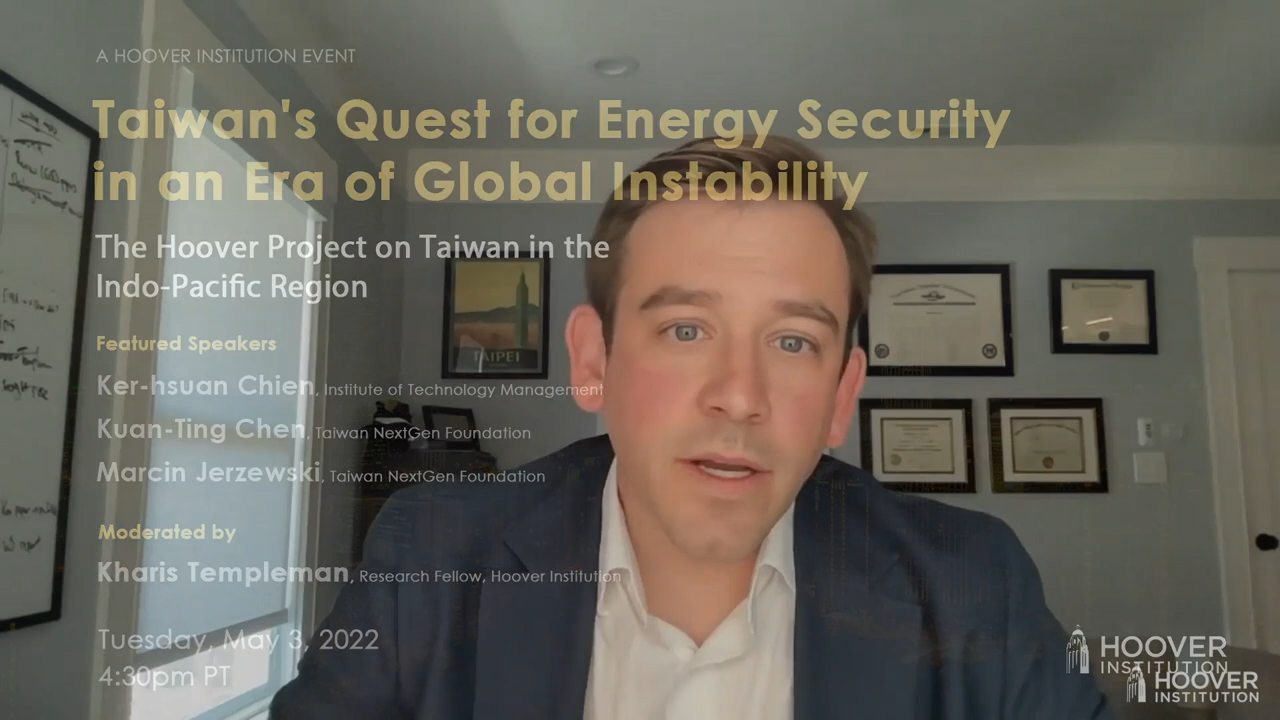 A HOOVER INSTITUTION EVENT
Taiwan's Quest for Energy Security
in an Era of Global Instability
The Hoover Project on Taiwan in the
Indo-Pacific Region
Featured Speakers
Ker-hsuan Chien, Institute of Technology Management
Kuan-Ting Chen, Taiwan NextGen Foundation
Marcin Jerzewski, Taiwan NextGen Foundation
Moderated by
Kharis Templeman, Research Fellow, Hoover Institution
Tuesday, May 3, 2022
4:30pm PT
TAIPEI
HOOVER
INSTITUTION
HOOVER
INSTITUTION